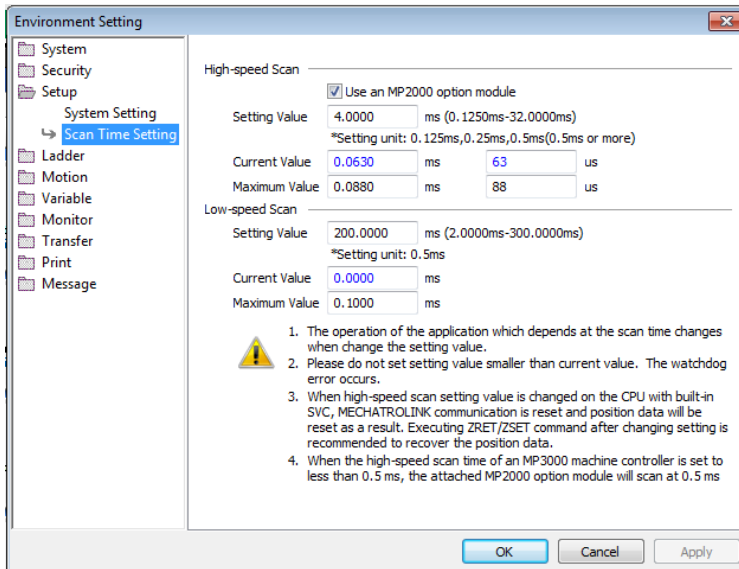 Environment Setting
System
Security
Setup
System Setting
Scan Time Setting
Ladder
Motion
Variable
Monitor
Transfer
Print
Message
High-speed Scan
Use an MP2000 option module
Setting Value 4.0000 ms (0.1250ms-32.0000ms)
*Setting unit: 0.125ms,0.25ms,0.5ms(0.5ms or more)
Current Value 0.0630 ms 63 us
Maximum Value 0.0880 ms 88 us
Low-speed Scan
Setting Value 200.0000 ms (2.0000ms-300.0000ms)
*Setting unit: 0.5ms
Current Value 0.0000 ms
Maximum Value 0.1000 ms
1. The operation of the application which depends at the scan time changes
when change the setting value.
2. Please do not set setting value smaller than current value. The watchdog
error occurs.
3. When high-speed scan setting value is changed on the CPU with built-in
SVC, MECHATROLINK communication is reset and position data will be
reset as a result. Executing ZRET/ZSET command after changing setting is
recommended to recover the position data.
4. When the high-speed scan time of an MP3000 machine controller is set to
less than 0.5 ms, the attached MP2000 option module will scan at 0.5 ms
OK Cancel Apply